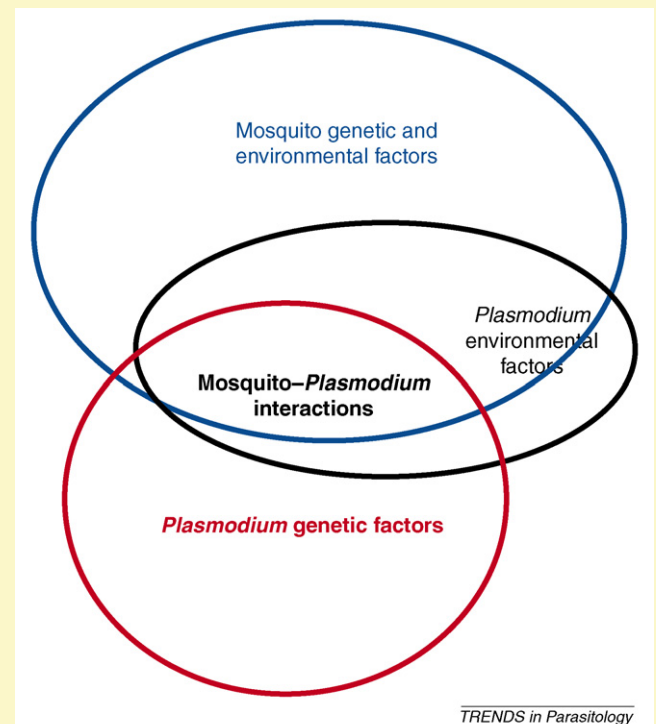 Mosquito genetic and
environmental factors
Plasmodium
environmental
factors
Mosquito–Plasmodium
interactions
Plasmodium genetic factors
TRENDS in Parasitology